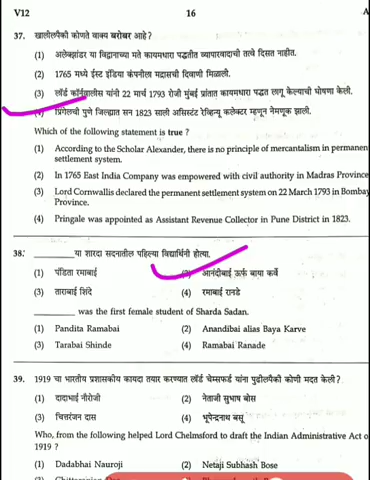 V12
16
A
37. खालीलपैकी कोणते वाक्य बरोबर आहे ?
(1) अलेक्झांडर या विद्वानाच्या मते कायमधारा पद्धतीत व्यापारवादाची तत्वे दिसत नाहीत.
(2) 1765 मध्ये ईस्ट इंडिया कंपनीला मद्रासची दिवाणी मिळाली.
(3) लॉर्ड कॉर्नवालीस यांनी 22 मार्च 1793 रोजी मुंबई प्रांतात कायमधारा पद्धत लागू केल्याची घोषणा केली.
प्रिंगलची पुणे जिल्ह्यात सन 1823 साली असिस्टंट रेव्हिन्यू कलेक्टर म्हणून नेमणूक झाली.
Which of the following statement is true ?
(1) According to the Scholar Alexander, there is no principle of mercantalism in permanen
settlement system.
(2) In 1765 East India Company was empowered with civil authority in Madras Province
(3) Lord Cornwallis declared the permanent settlement system on 22 March 1793 in Bombay
Province.
(4) Pringale was appointed as Assistant Revenue Collector in Pune District in 1823.
38. ________ या शारदा सदनातील पहिल्या विद्यार्थिनी होत्या.
(1) पंडिता रमाबाई
आनंदीबाई ऊर्फ बाया कर्वे
(3) ताराबाई शिंदे
(4) रमाबाई रानडे
________ was the first female student of Sharda Sadan.
(1) Pandita Ramabai
(2) Anandibai alias Baya Karve
(3) Tarabai Shinde
(4) Ramabai Ranade
39. 1919 चा भारतीय प्रशासकीय कायदा तयार करण्यात लॉर्ड चेम्सफर्ड यांना पुढीलपैकी कोणी मदत केली ?
(1) दादाभाई नौरोजी
(2) नेताजी सुभाष बोस
(3) चित्तरंजन दास
(4) भूपेन्द्रनाथ बसू
Who, from the following helped Lord Chelmsford to draft the Indian Administrative Act o
1919 ?
(1) Dadabhai Nauroji
(2) Netaji Subhash Bose